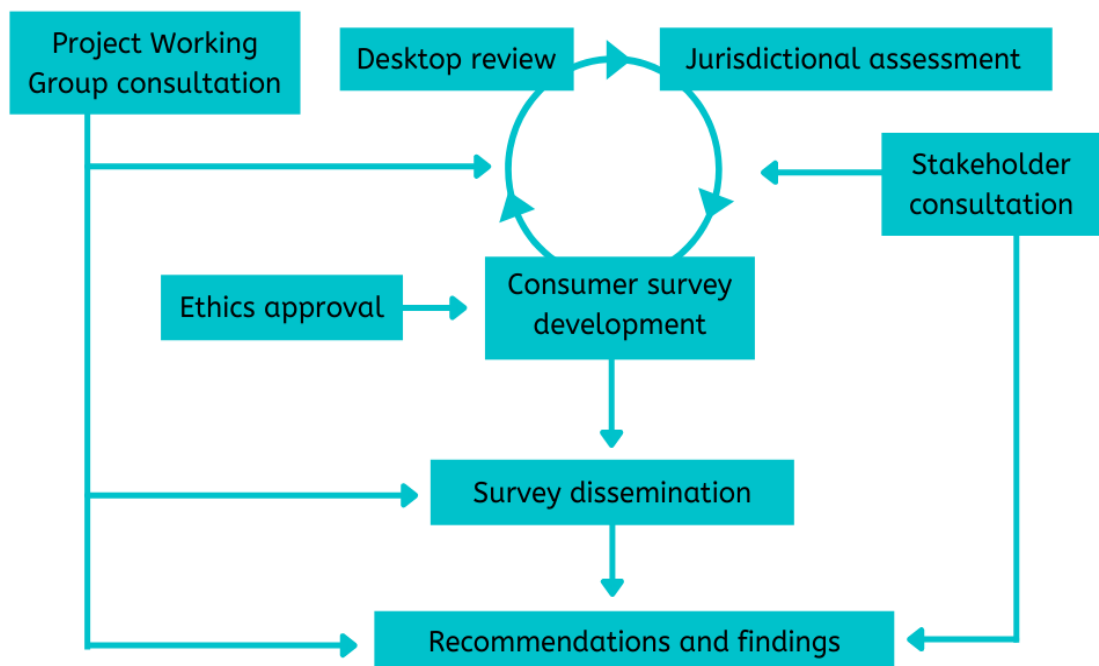 Project Working
Group consultation
Desktop review
Jurisdictional assessment
Stakeholder
consultation
Ethics approval
Consumer survey
development
Survey dissemination
Recommendations and findings